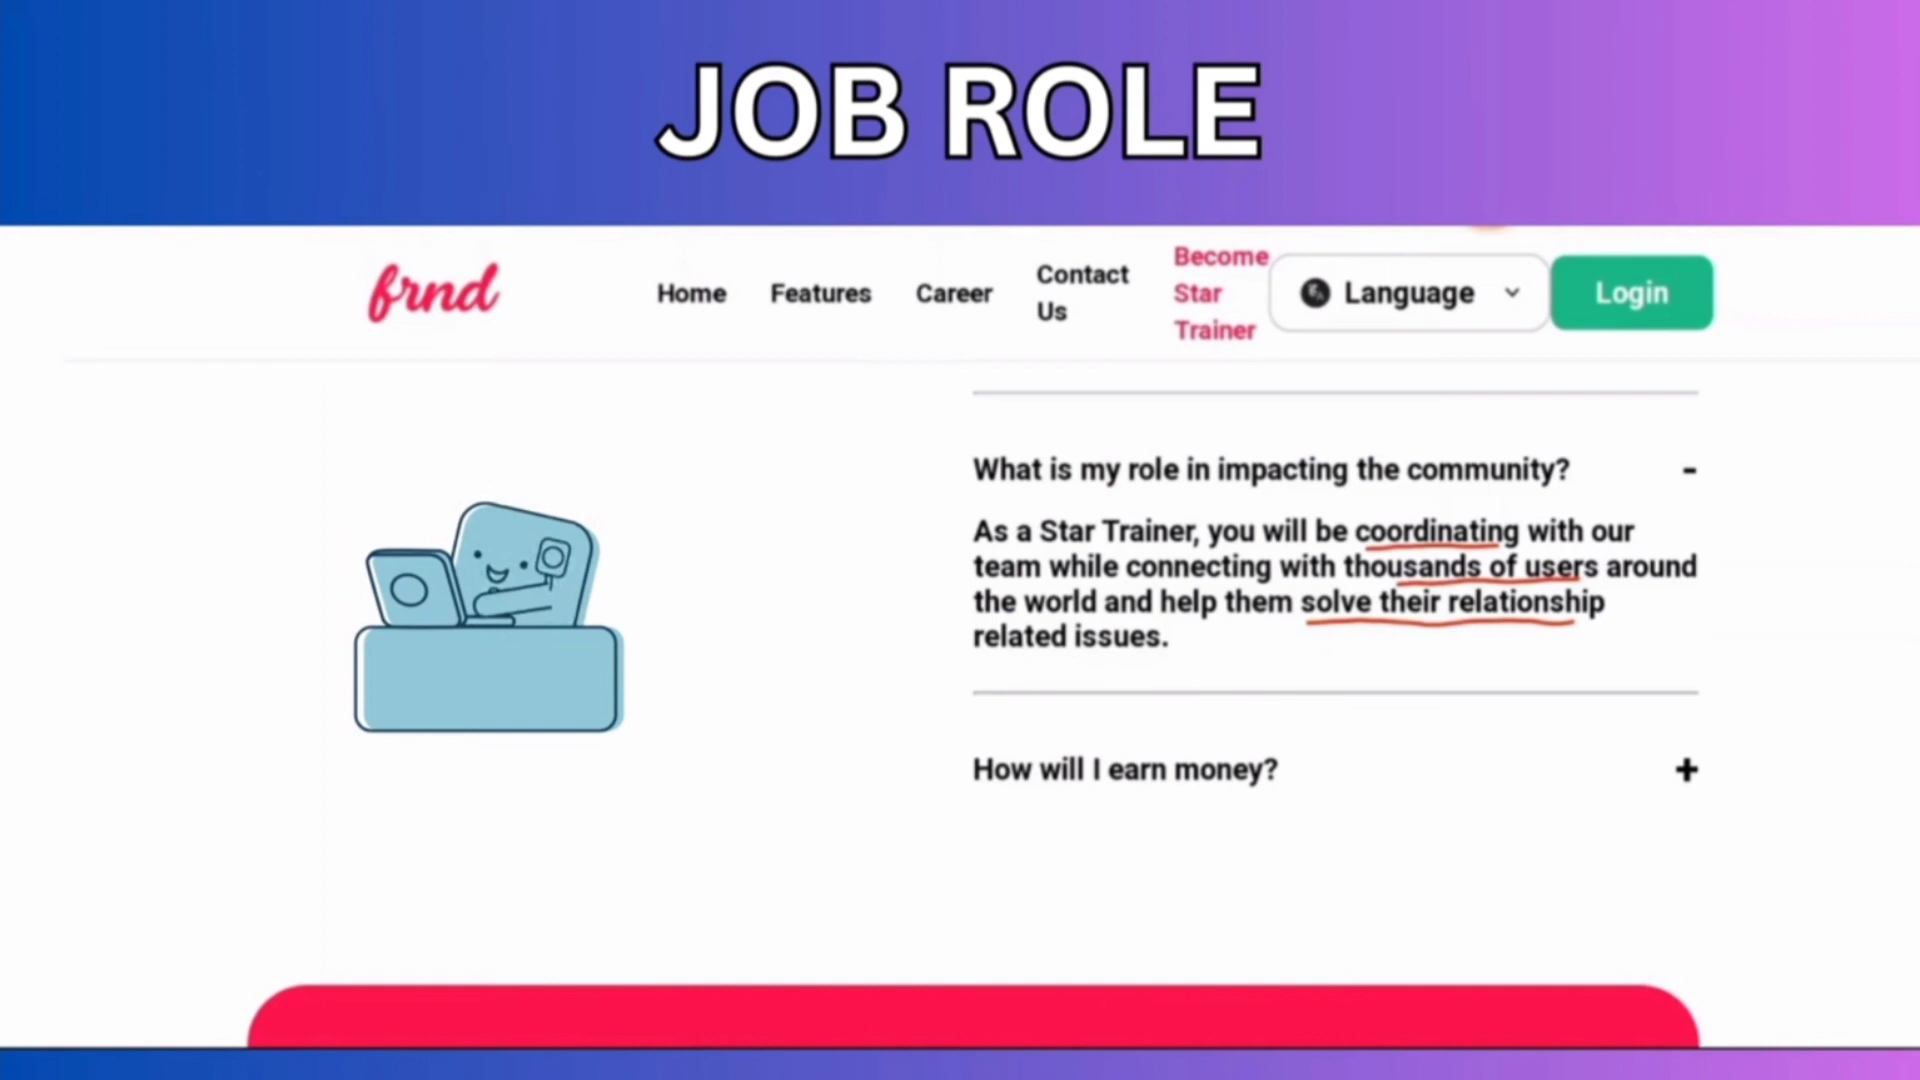 JOB ROLE
frnd
Home
Features
Career
Contact
Us
Become
Star
Trainer
Language
Login
What is my role in impacting the community? -
As a Star Trainer, you will be coordinating with our
team while connecting with thousands of users around
the world and help them solve their relationship
related issues.
How will I earn money? +